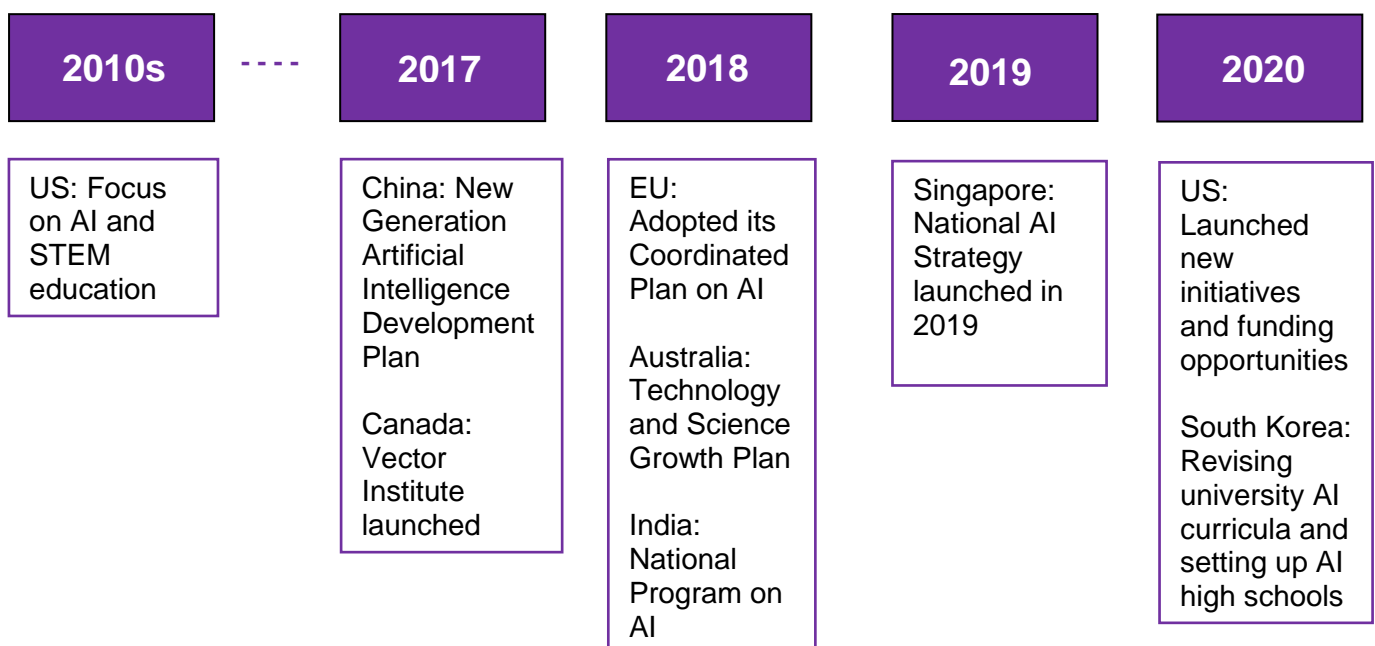 2010s
2017
2018
2019
2020
US: Focus
on AI and
STEM
education
China: New
Generation
Artificial
Intelligence
Development
Plan
Canada:
Vector
Institute
launched
EU:
Adopted its
Coordinated
Plan on AI
Australia:
Technology
and Science
Growth Plan
India:
National
Program on
AI
Singapore:
National AI
Strategy
launched in
2019
US:
Launched
new
initiatives
and funding
opportunities
South Korea:
Revising
university AI
curricula and
setting up AI
high schools